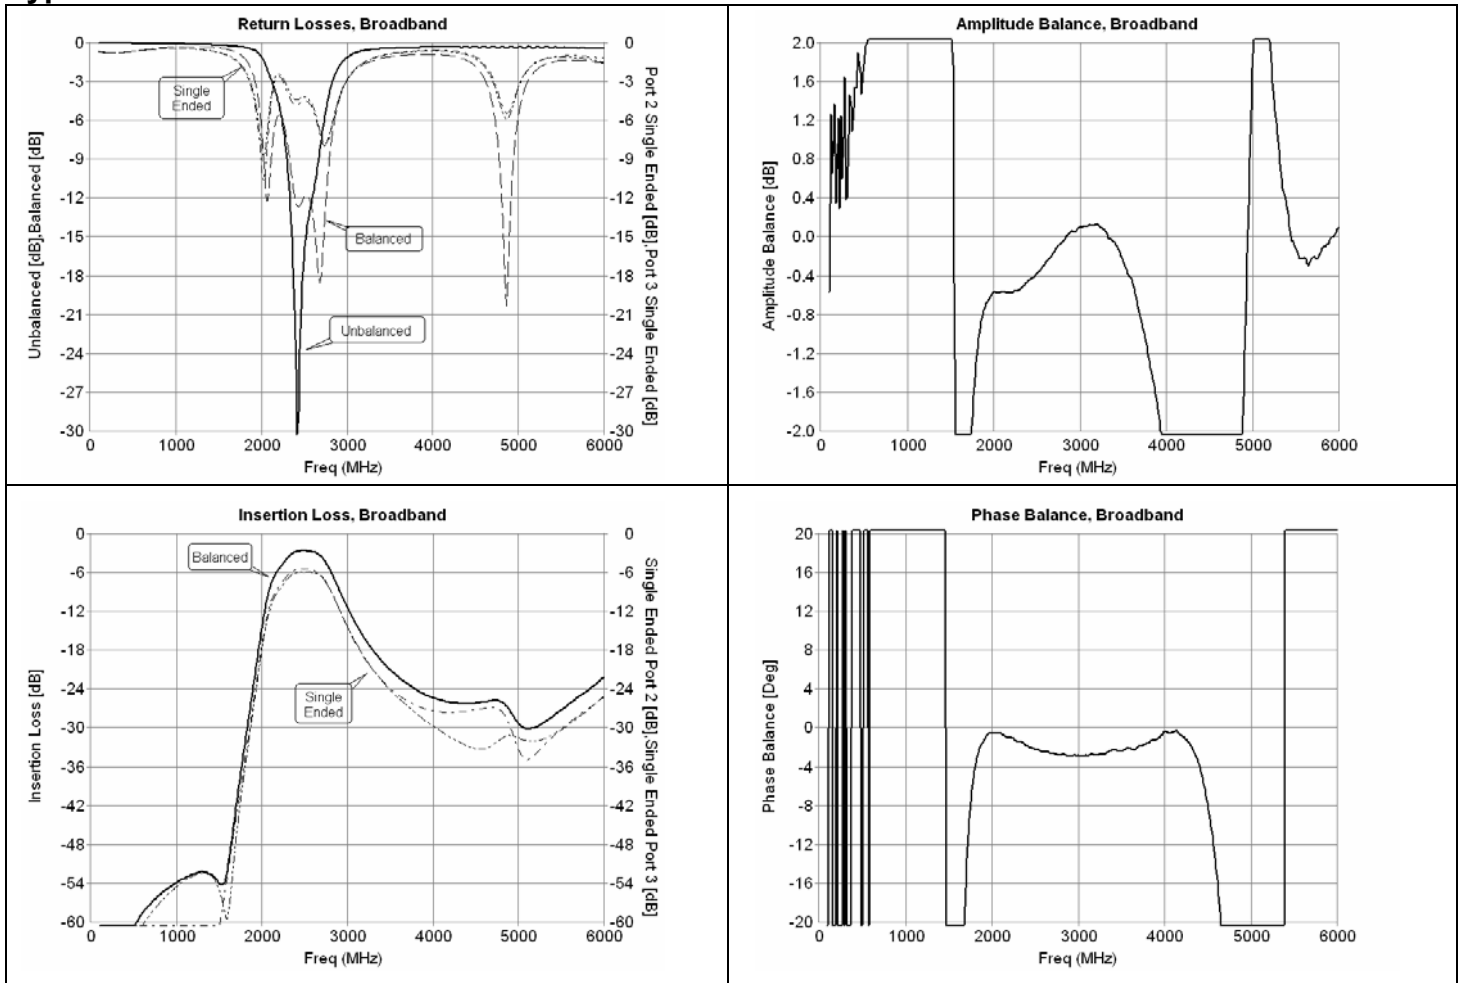 Return Losses, Broadband
0
-3
-6
-9
-12
-15
-18
-21
-24
-27
-30
0
-3
-6
-9
-12
-15
-18
-21
-24
-27
-30
0 1000 2000 3000 4000 5000 6000
Freq (MHz)
Unbalanced [dB],Balanced [dB]
Port 2 Single Ended [dB],Port 3 Single Ended [dB]
Single
Ended
Balanced
Unbalanced
Amplitude Balance, Broadband
2.0
1.6
1.2
0.8
0.4
0.0
-0.4
-0.8
-1.2
-1.6
-2.0
0 1000 2000 3000 4000 5000 6000
Freq (MHz)
Amplitude Balance [dB]
Insertion Loss, Broadband
0
-6
-12
-18
-24
-30
-36
-42
-48
-54
-60
0
-6
-12
-18
-24
-30
-36
-42
-48
-54
-60
0 1000 2000 3000 4000 5000 6000
Freq (MHz)
Insertion Loss [dB]
Single Ended Port 2 [dB],Single Ended Port 3 [dB]
Balanced
Single
Ended
Phase Balance, Broadband
20
16
12
8
4
0
-4
-8
-12
-16
-20
0 1000 2000 3000 4000 5000 6000
Freq (MHz)
Phase Balance [Deg]